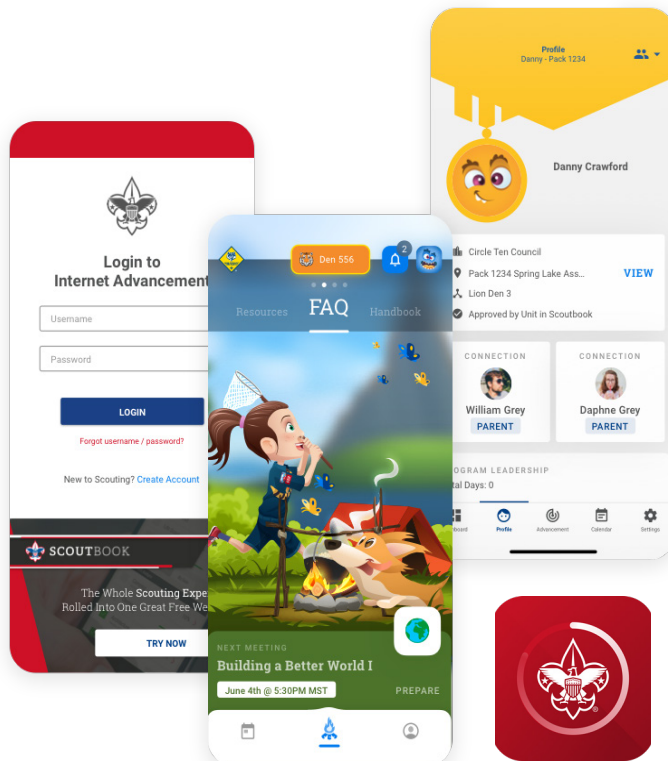 Login to
Internet Advancement
Username
Password
LOGIN
Forgot username / password?
New to Scouting? Create Account
SCOUTBOOK
The Whole Scouting Expe
Rolled Into One Great Free We
TRY NOW
Den 556
2
Resources FAQ Handbook
NEXT MEETING
Building a Better World I
June 4th @ 5:30PM MST PREPARE
Profile
Danny - Pack 1234
Danny Crawford
Circle Ten Council
Pack 1234 Spring Lake Ass... VIEW
Lion Den 3
Approved by Unit in Scoutbook
CONNECTION CONNECTION
William Grey Daphne Grey
PARENT PARENT
OGRAM LEADERSHIP
tal Days: 0
board Profile Advancement Calendar Settings